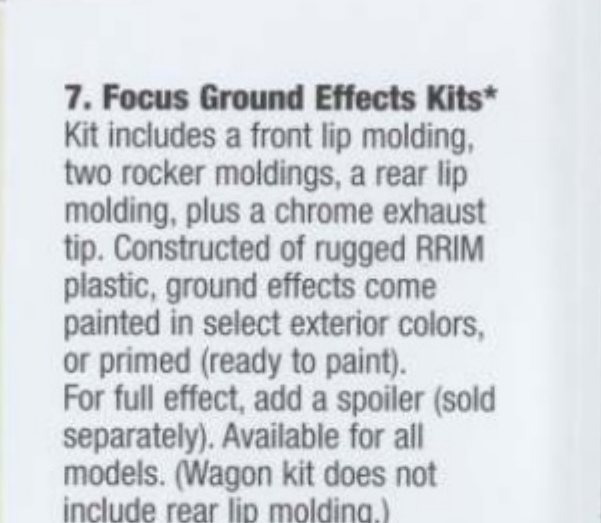 7. Focus Ground Effects Kits*
Kit includes a front lip molding,
two rocker moldings, a rear lip
molding, plus a chrome exhaust
tip. Constructed of rugged RRIM
plastic, ground effects come
painted in select exterior colors,
or primed (ready to paint).
For full effect, add a spoiler (sold
separately). Available for all
models. (Wagon kit does not
include rear lip molding.)